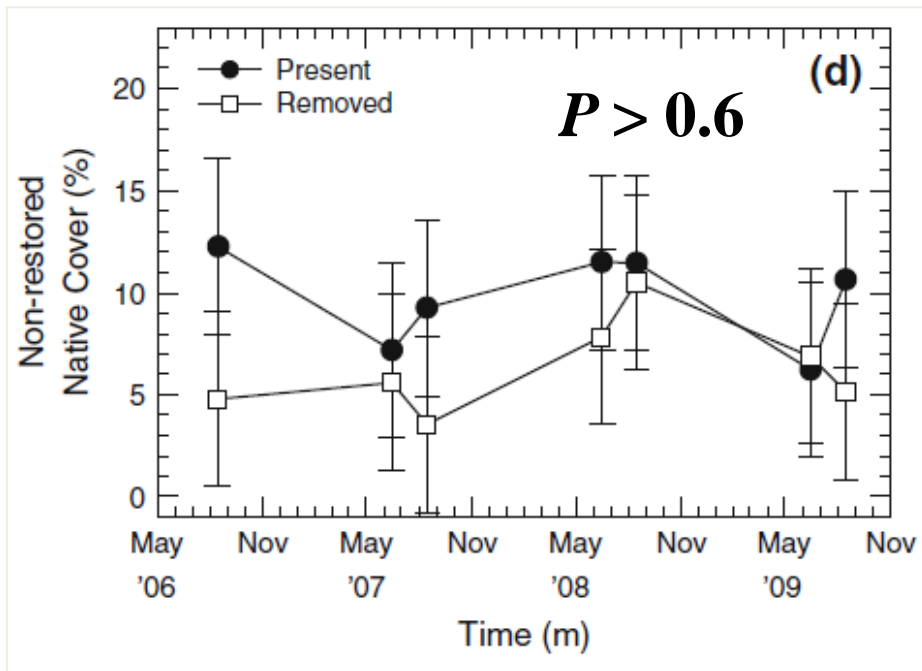 Present
Removed
(d)
P > 0.6
Non-restored
Native Cover (%)
20
15
10
5
0
May Nov May Nov May Nov May Nov
'06 '07 '08 '09
Time (m)